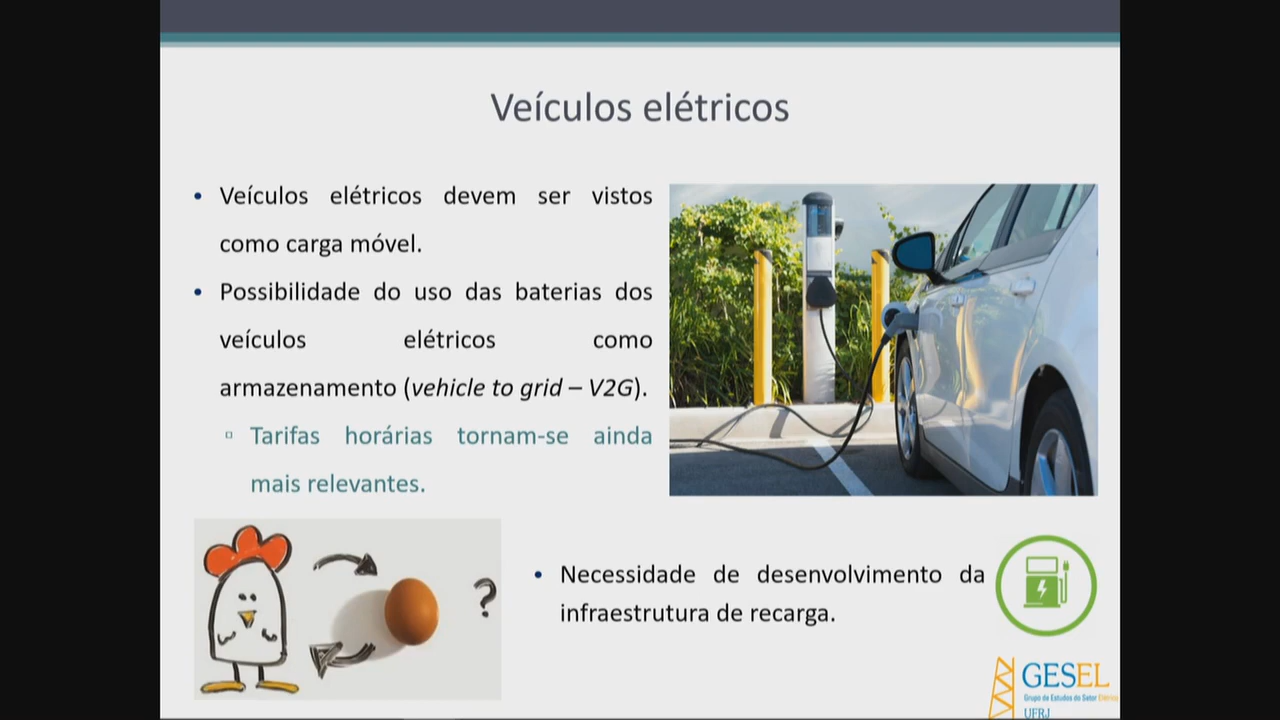 Veículos elétricos
• Veículos elétricos devem ser vistos
como carga móvel.
• Possibilidade do uso das baterias dos
veículos elétricos como
armazenamento (vehicle to grid – V2G).
▫ Tarifas horárias tornam-se ainda
mais relevantes.
?
• Necessidade de desenvolvimento da
infraestrutura de recarga.
GESEL
Grupo de Estudos do Setor Elétrico
UFRJ